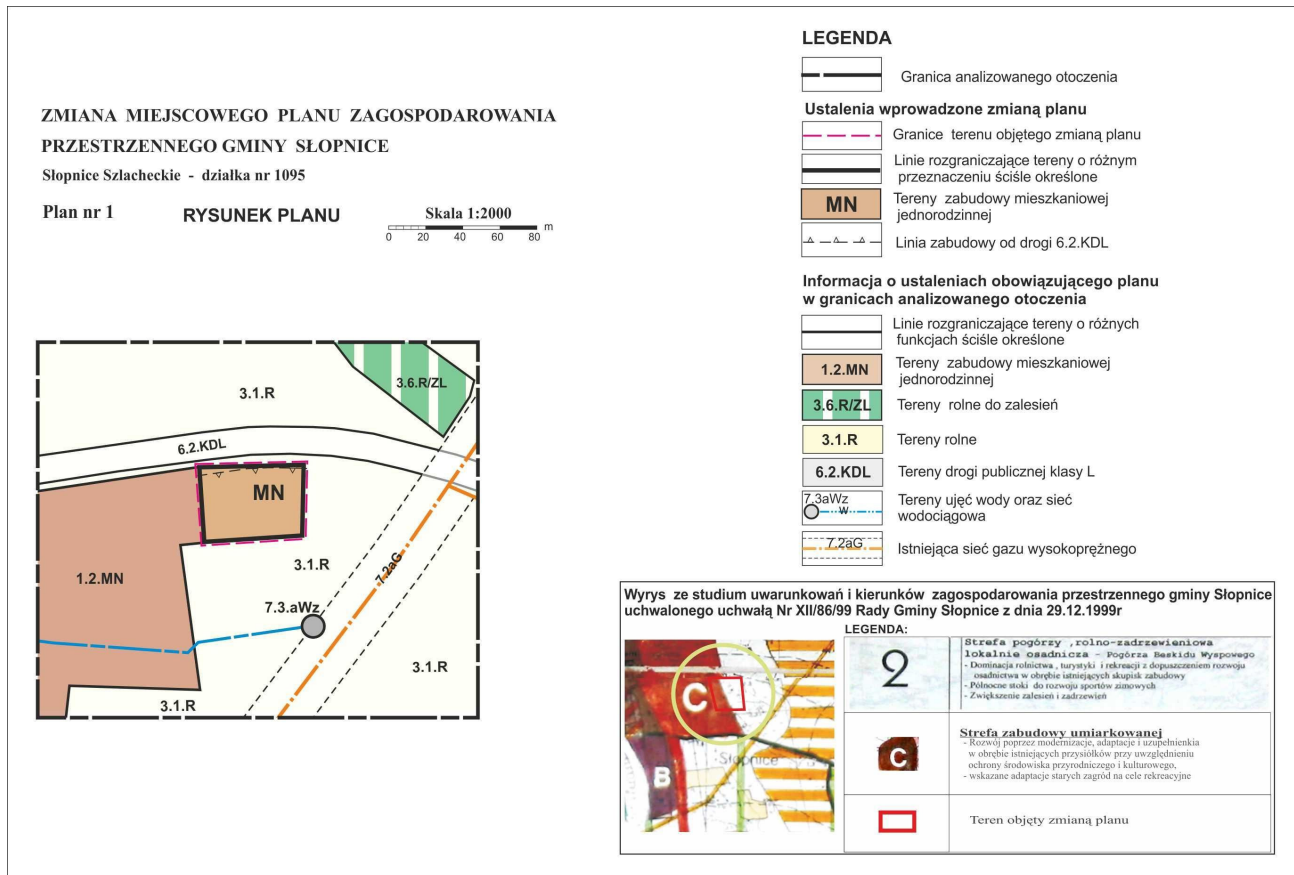 ZMIANA MIEJSCOWEGO PLANU ZAGOSPODAROWANIA
PRZESTRZENNEGO GMINY SŁOPNICE
Słopnice Szlacheckie - działka nr 1095
Plan nr 1
RYSUNEK PLANU
Skala 1:2000
0 20 40 60 80 m
3.1.R
3.6.R/ZL
6.2.KDL
MN
1.2.MN
3.1.R
7.2aG
7.3.aWz
3.1.R
3.1.R
LEGENDA
Granica analizowanego otoczenia
Ustalenia wprowadzone zmianą planu
Granice terenu objętego zmianą planu
Linie rozgraniczające tereny o różnym
przeznaczeniu ściśle określone
MN
Tereny zabudowy mieszkaniowej
jednorodzinnej
Linia zabudowy od drogi 6.2.KDL
Informacja o ustaleniach obowiązującego planu
w granicach analizowanego otoczenia
Linie rozgraniczające tereny o różnych
funkcjach ściśle określone
1.2.MN
Tereny zabudowy mieszkaniowej
jednorodzinnej
3.6.R/ZL
Tereny rolne do zalesień
3.1.R
Tereny rolne
6.2.KDL
Tereny drogi publicznej klasy L
7.3aWz
w
Tereny ujęć wody oraz sieć
wodociągowa
7.2aG
Istniejąca sieć gazu wysokoprężnego
Wyrys ze studium uwarunkowań i kierunków zagospodarowania przestrzennego gminy Słopnice
uchwalonego uchwałą Nr XII/86/99 Rady Gminy Słopnice z dnia 29.12.1999r
LEGENDA:
C
B
Słopnice
2
Strefa pogórzy ,rolno-zadrzewieniowa
lokalnie osadnicza - Pogórza Beskidu Wyspowego
- Dominacja rolnictwa , turystyki i rekreacji z dopuszczeniem rozwoju
osadnictwa w obrębie istniejących skupisk zabudowy
- Północne stoki do rozwoju sportów zimowych
- Zwiększenie zalesień i zadrzewień
C
Strefa zabudowy umiarkowanej
- Rozwój poprzez modernizacje, adaptacje i uzupełnienkia
w obrębie istniejących przysiółków przy uwzględnieniu
ochrony środowiska przyrodniczego i kulturowego,
- wskazane adaptacje starych zagród na cele rekreacyjne
Teren objęty zmianą planu